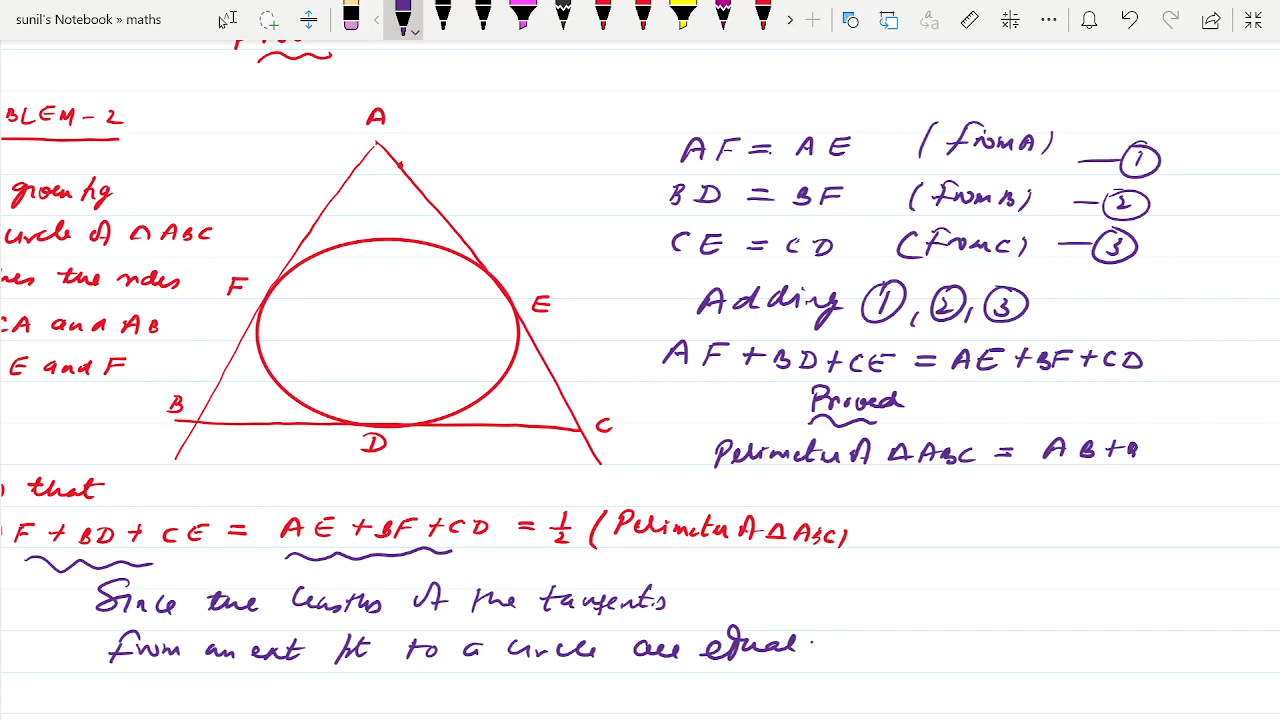 sunil's Notebook » maths
BLEM-2
A
given fig
circle of △ABC
the sides
CA and AB
E and F
F
E
B
D
C
AF = AE (from A) — ①
BD = BF (from B) — ②
CE = CD (from C) — ③
Adding ①, ②, ③
AF + BD + CE = AE + BF + CD
Proved
Perimeter of △ABC = AB +
that
F + BD + CE = AE + BF + CD = 1/2 (Perimeter of △ABC)
Since the lengths of the tangents
from an ext pt to a circle are equal.